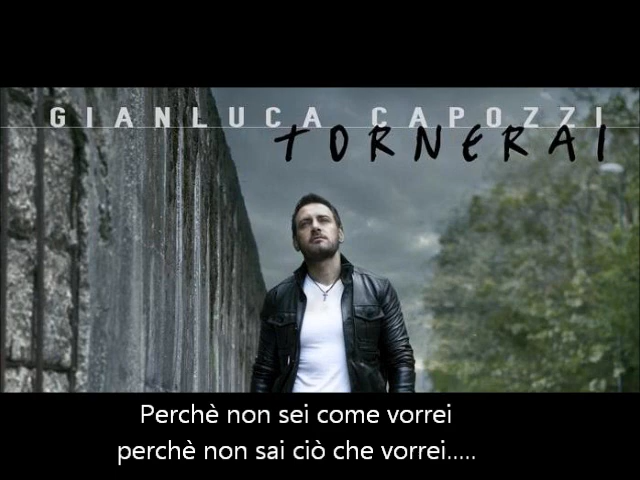 GIANLUCA CAPOZZI
TORNERAI
Perchè non sei come vorrei
perchè non sai ciò che vorrei.....